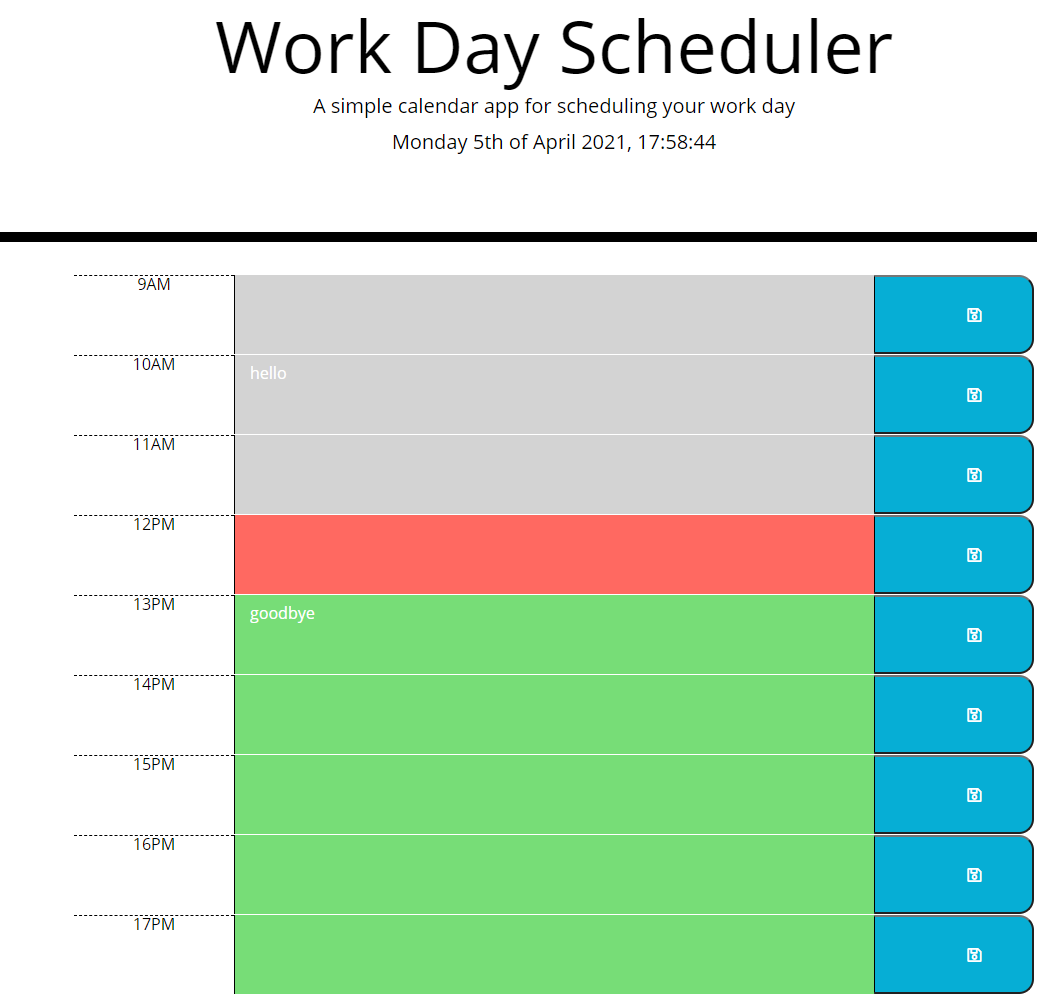 Work Day Scheduler
A simple calendar app for scheduling your work day
Monday 5th of April 2021, 17:58:44
9AM
10AM
hello
11AM
12PM
13PM
goodbye
14PM
15PM
16PM
17PM